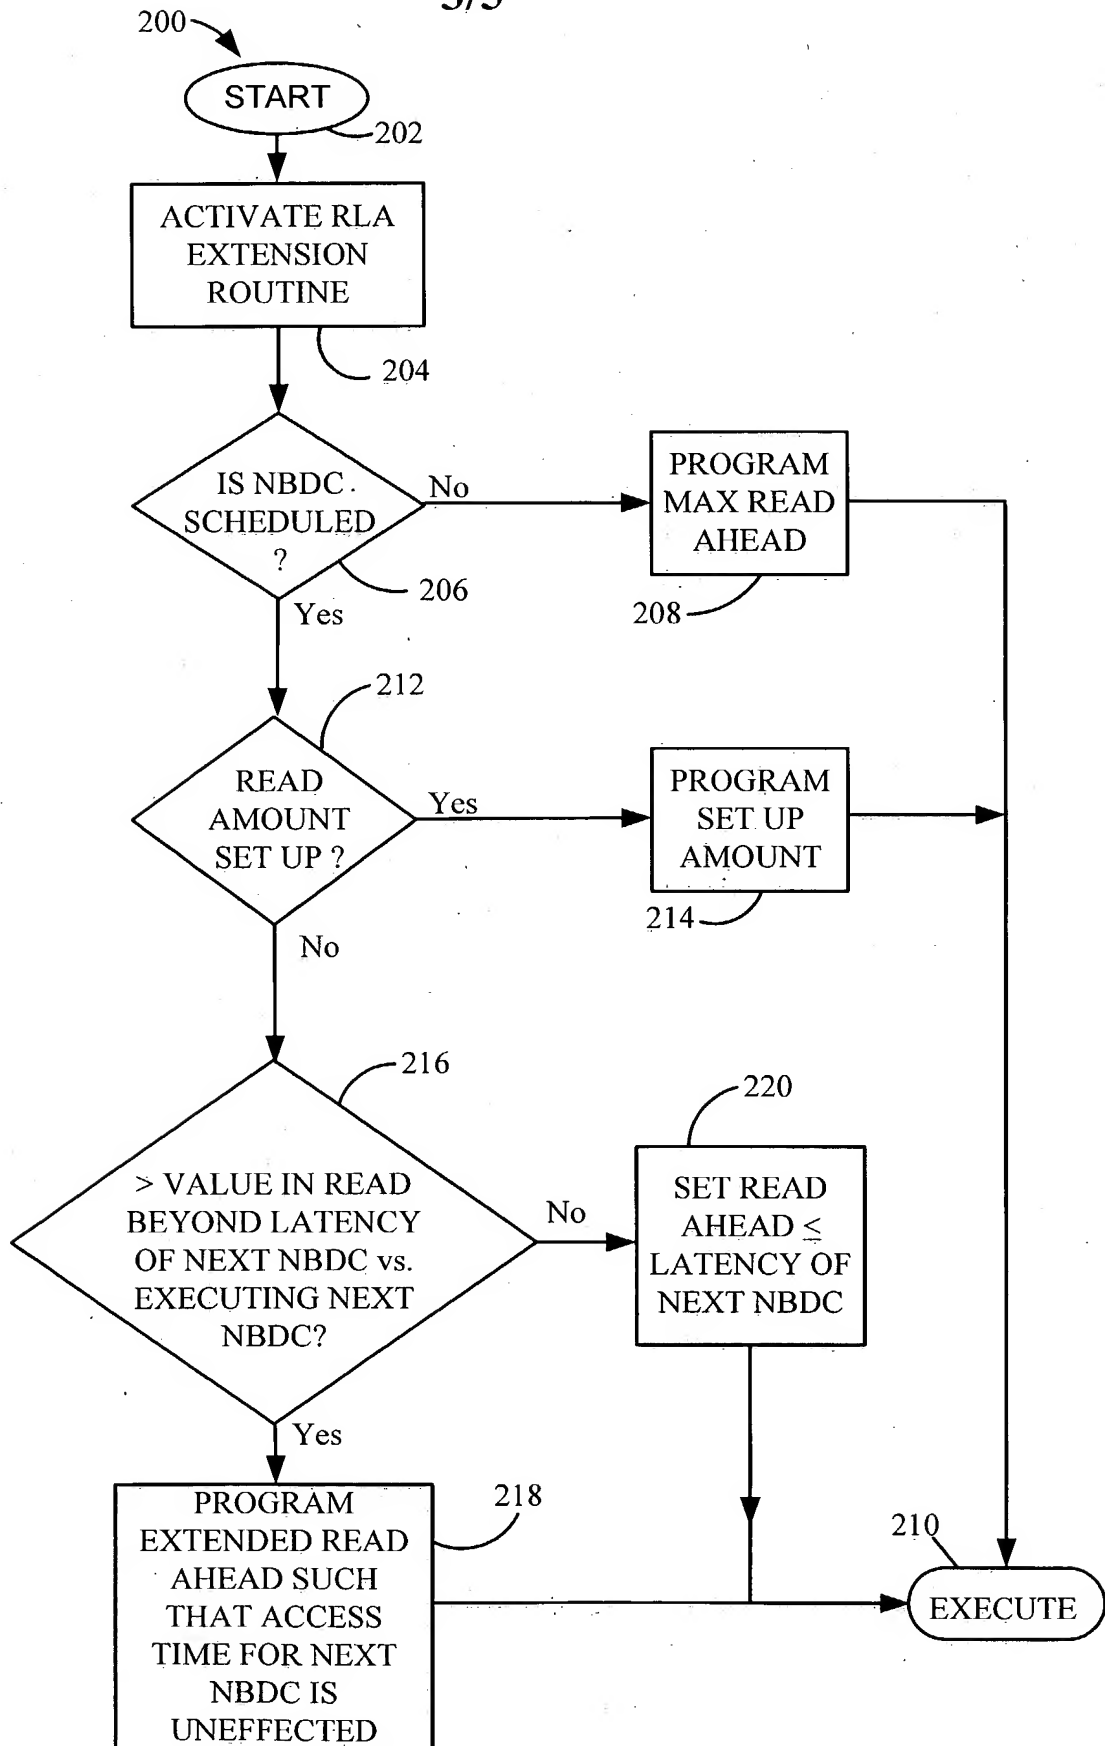 200
START
202
ACTIVATE RLA
EXTENSION
ROUTINE
204
IS NBDC
SCHEDULED
?
No
206
Yes
PROGRAM
MAX READ
AHEAD
208
212
READ
AMOUNT
SET UP ?
Yes
No
PROGRAM
SET UP
AMOUNT
214
216
> VALUE IN READ
BEYOND LATENCY
OF NEXT NBDC vs.
EXECUTING NEXT
NBDC?
No
Yes
220
SET READ
AHEAD ≤
LATENCY OF
NEXT NBDC
218
PROGRAM
EXTENDED READ
AHEAD SUCH
THAT ACCESS
TIME FOR NEXT
NBDC IS
UNEFFECTED
210
EXECUTE